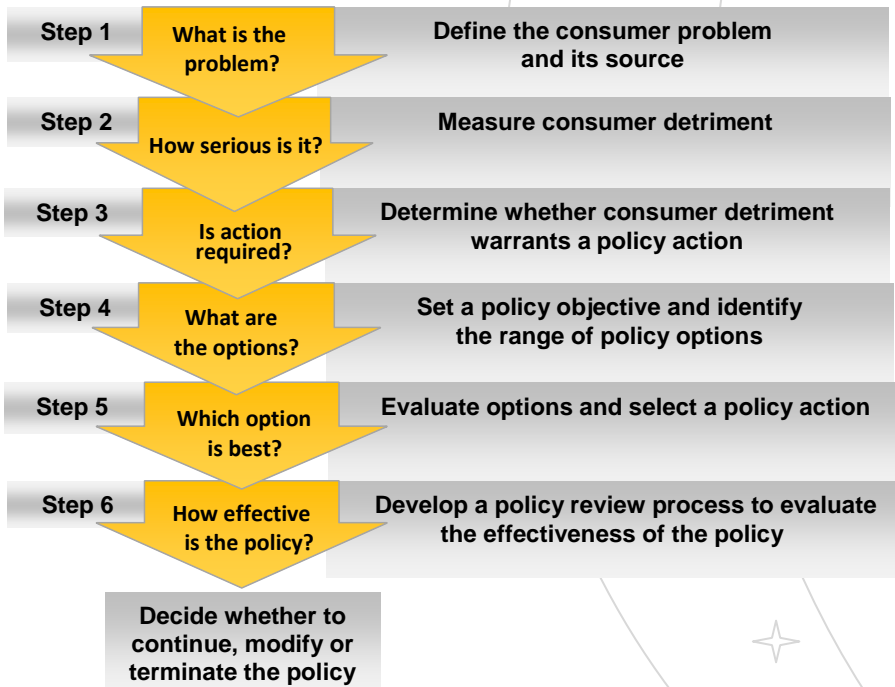 Step 1
What is the
problem?
Define the consumer problem
and its source
Step 2
How serious is it?
Measure consumer detriment
Step 3
Is action
required?
Determine whether consumer detriment
warrants a policy action
Step 4
What are
the options?
Set a policy objective and identify
the range of policy options
Step 5
Which option
is best?
Evaluate options and select a policy action
Step 6
How effective
is the policy?
Develop a policy review process to evaluate
the effectiveness of the policy
Decide whether to
continue, modify or
terminate the policy